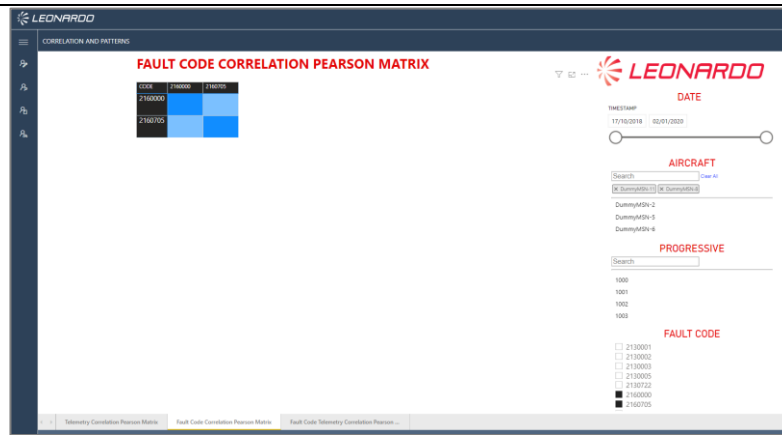 LEONARDO
CORRELATION AND PATTERNS
FAULT CODE CORRELATION PEARSON MATRIX
CODE 2160000 2160705
2160000
2160705
LEONARDO
DATE
TIMESTAMP
17/10/2018 02/01/2020
AIRCRAFT
Search Clear All
× DummyMSN-11 × DummyMSN-8
DummyMSN-2
DummyMSN-5
DummyMSN-6
PROGRESSIVE
Search
1000
1001
1002
1003
FAULT CODE
2130001
2130002
2130003
2130005
2130722
2160000
2160705
Telemetry Correlation Pearson Matrix Fault Code Correlation Pearson Matrix Fault Code Telemetry Correlation Pearson ...